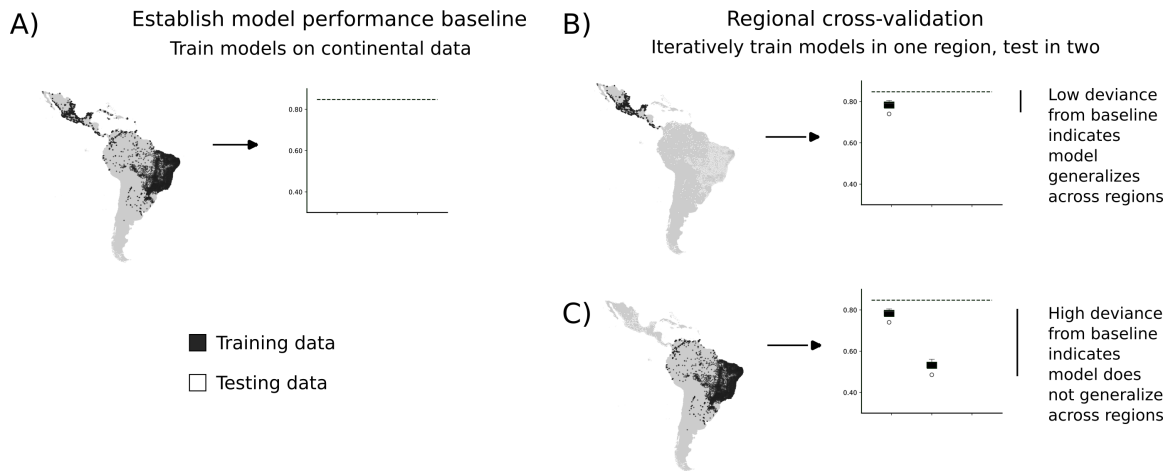 A)
Establish model performance baseline
Train models on continental data
0.80
0.60
0.40
Training data
Testing data
B)
Regional cross-validation
Iteratively train models in one region, test in two
0.80
0.60
0.40
Low deviance
from baseline
indicates
model
generalizes
across regions
C)
0.80
0.60
0.40
High deviance
from baseline
indicates
model does
not generalize
across regions